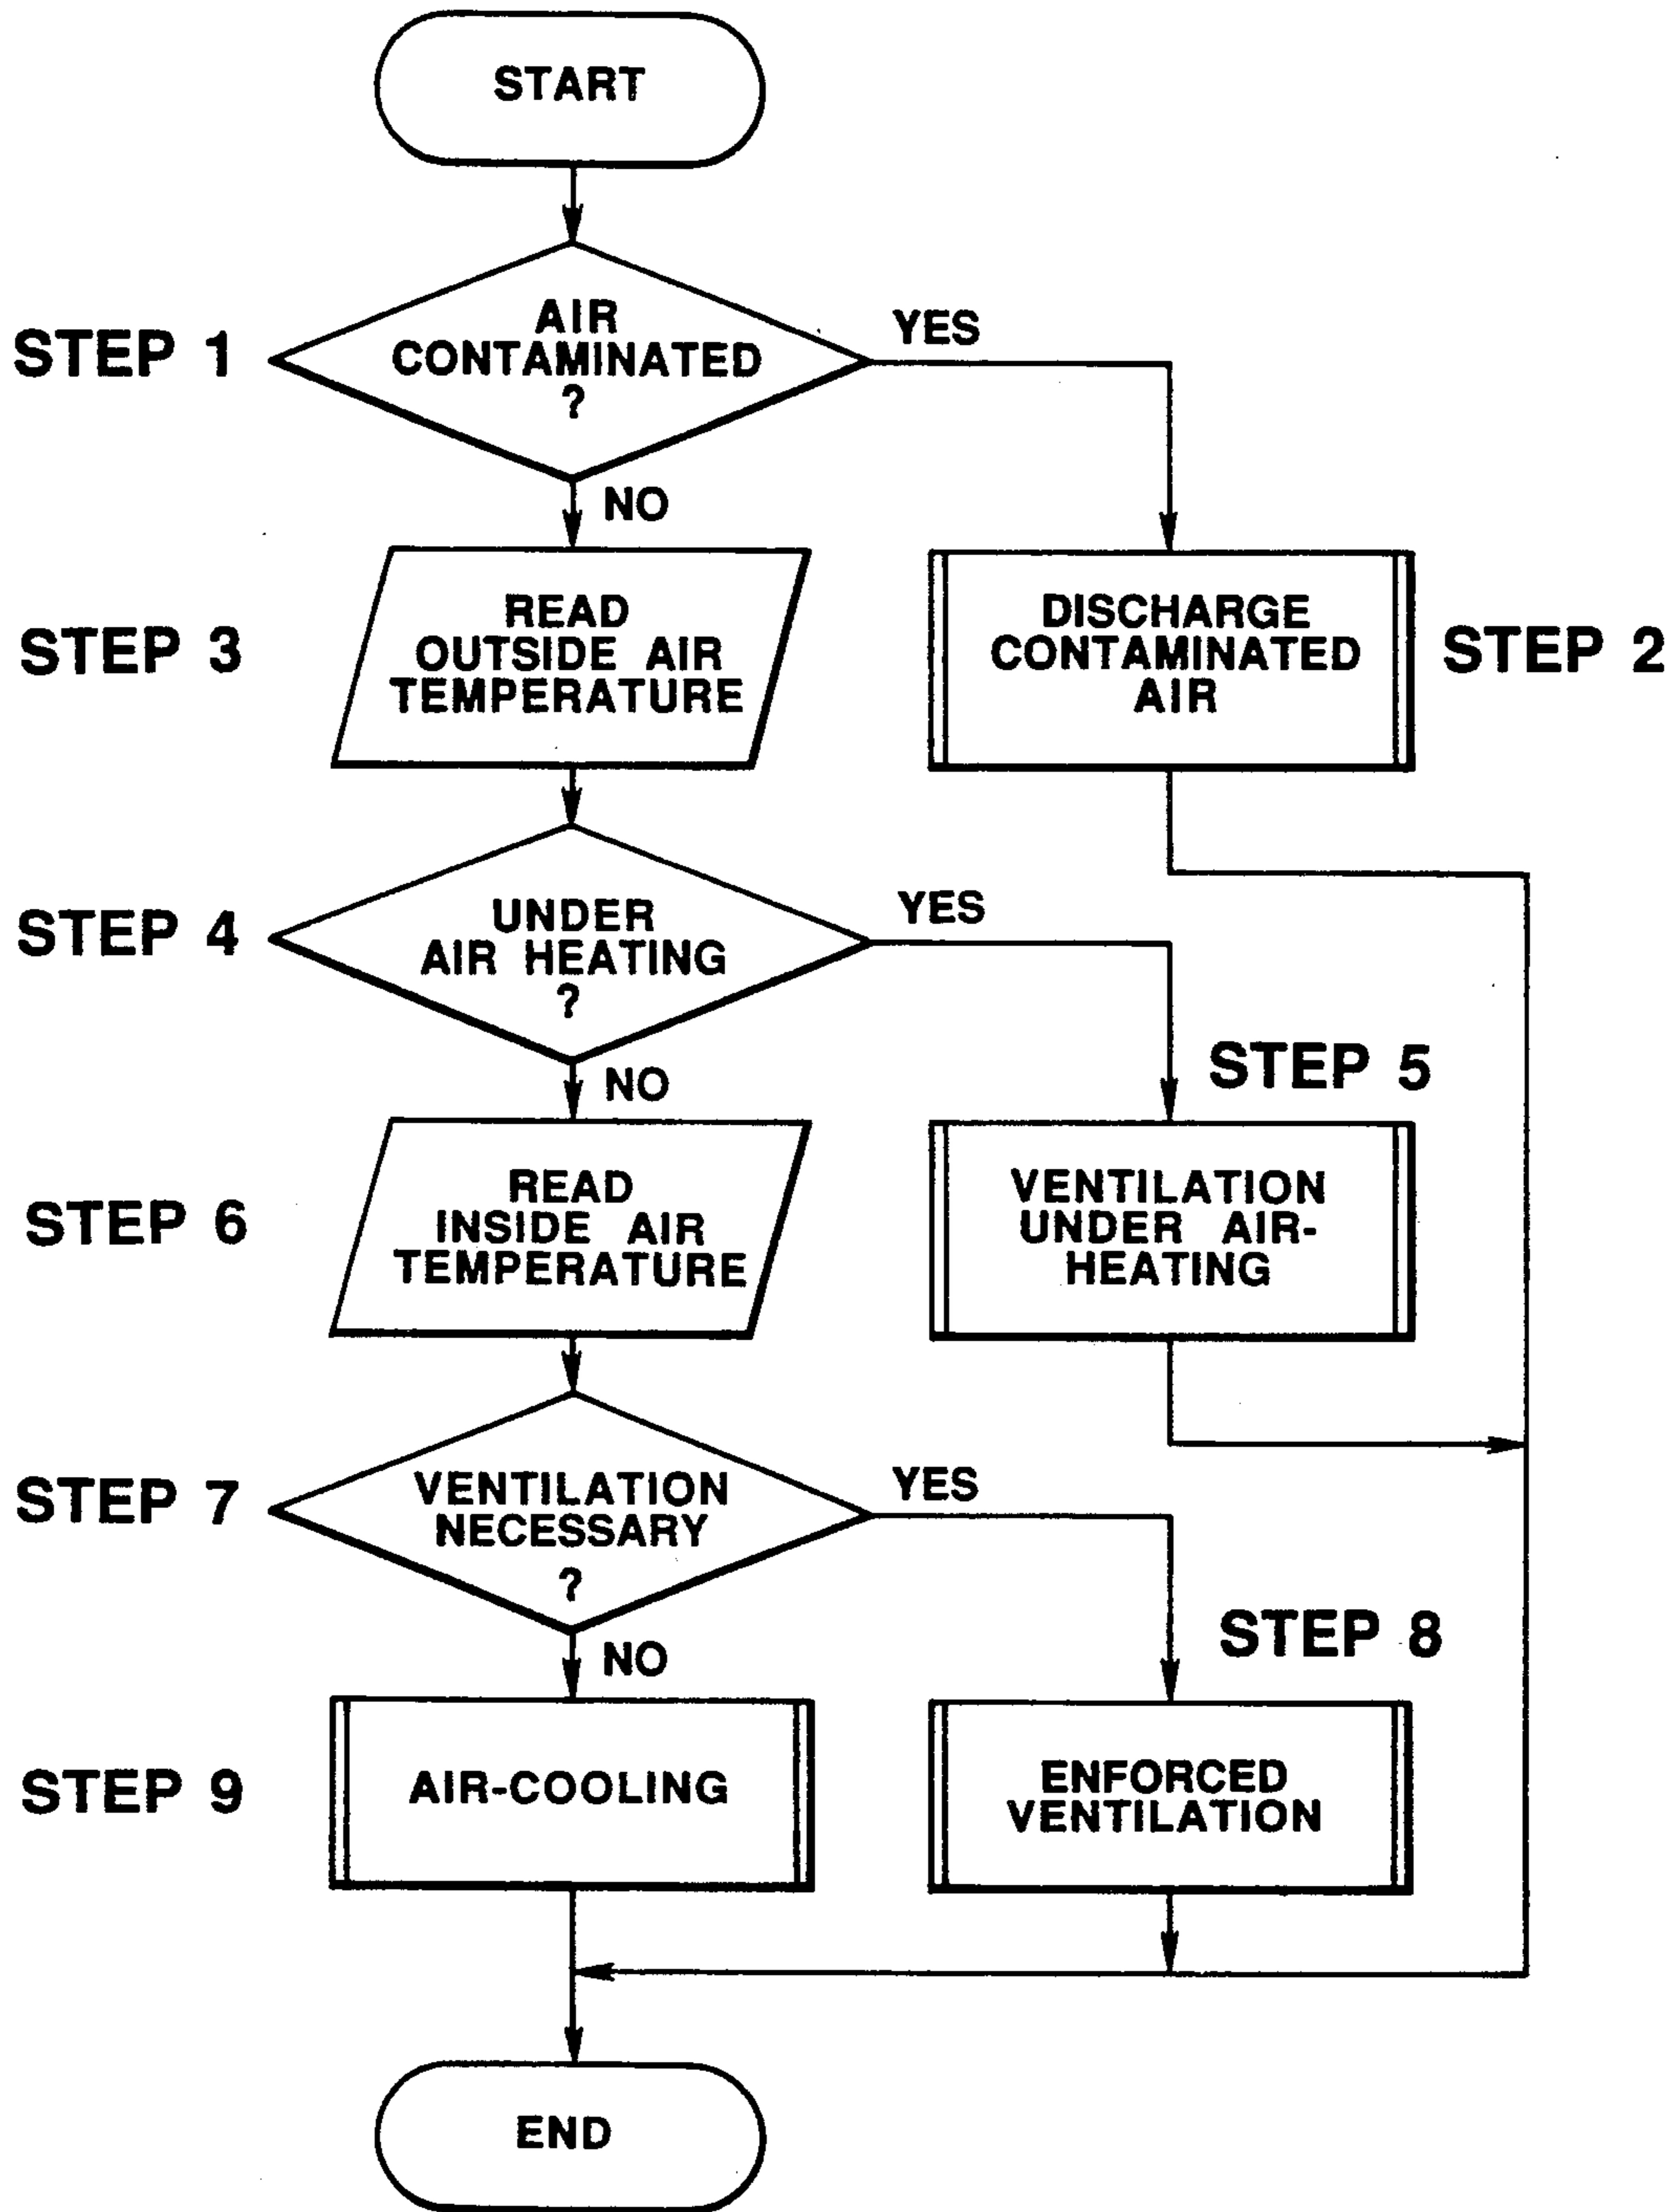 START
STEP 1
AIR
CONTAMINATED
?
YES
NO
STEP 3
READ
OUTSIDE AIR
TEMPERATURE
DISCHARGE
CONTAMINATED
AIR
STEP 2
STEP 4
UNDER
AIR HEATING
?
YES
NO
STEP 5
STEP 6
READ
INSIDE AIR
TEMPERATURE
VENTILATION
UNDER AIR-
HEATING
STEP 7
VENTILATION
NECESSARY
?
YES
NO
STEP 8
STEP 9
AIR-COOLING
ENFORCED
VENTILATION
END